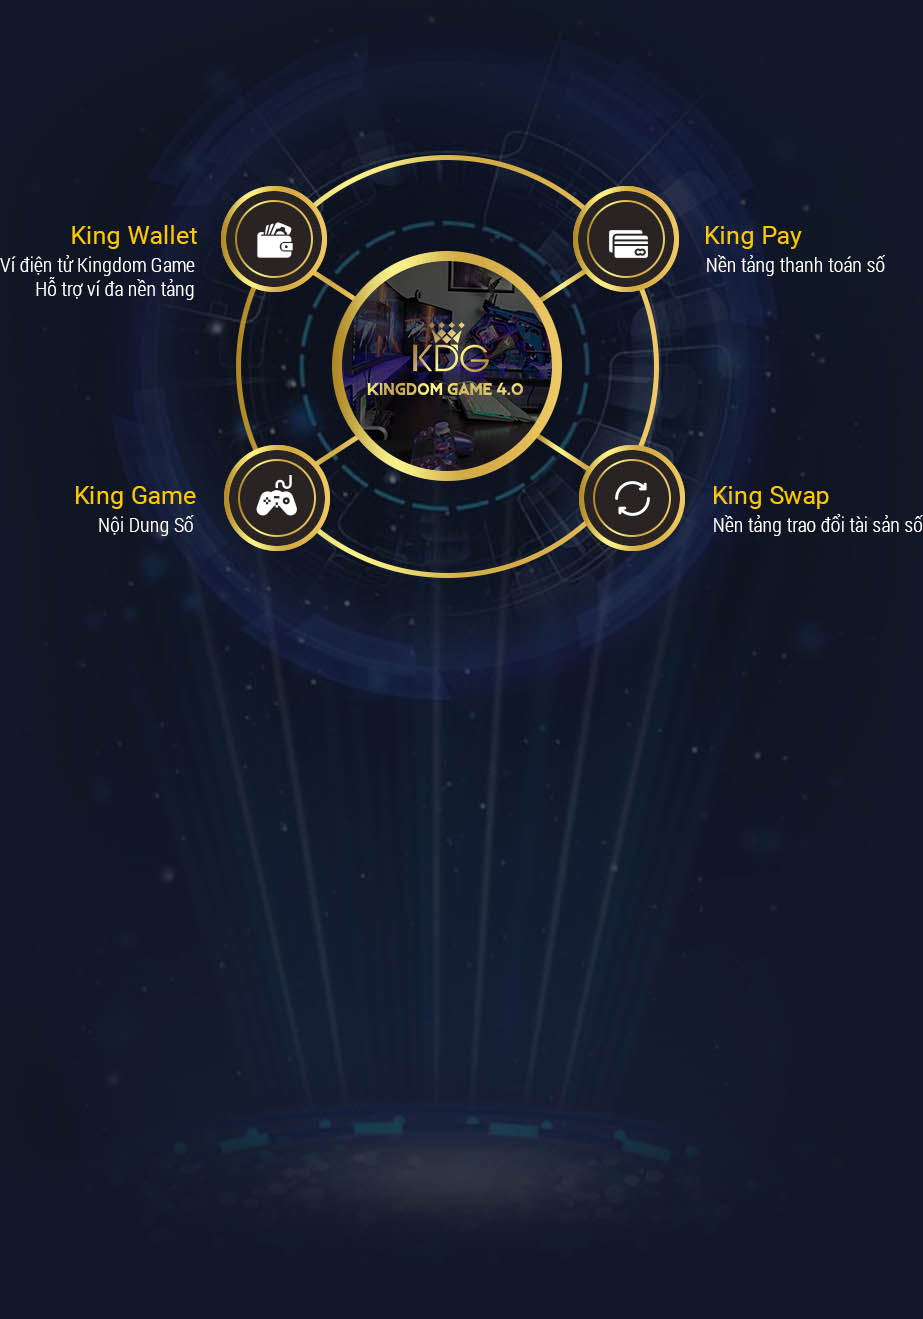 King Wallet
Ví điện tử Kingdom Game
Hỗ trợ ví đa nền tảng
King Pay
Nền tảng thanh toán số
KDG
KINGDOM GAME 4.0
King Game
Nội Dung Số
King Swap
Nền tảng trao đổi tài sản số